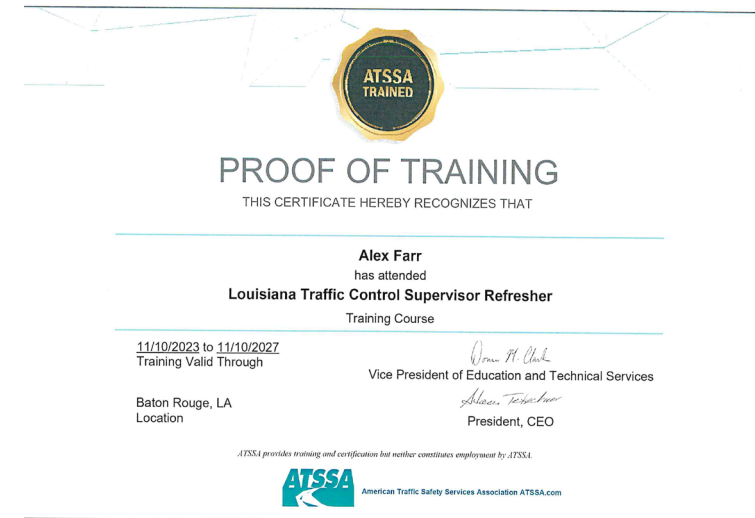 ATSSA
TRAINED
PROOF OF TRAINING
THIS CERTIFICATE HEREBY RECOGNIZES THAT
Alex Farr
has attended
Louisiana Traffic Control Supervisor Refresher
Training Course
11/10/2023 to 11/10/2027
Training Valid Through
Vice President of Education and Technical Services
Baton Rouge, LA
Location
President, CEO
ATSSA provides training and certification but neither constitutes employment by ATSSA.
ATSSA
American Traffic Safety Services Association ATSSA.com